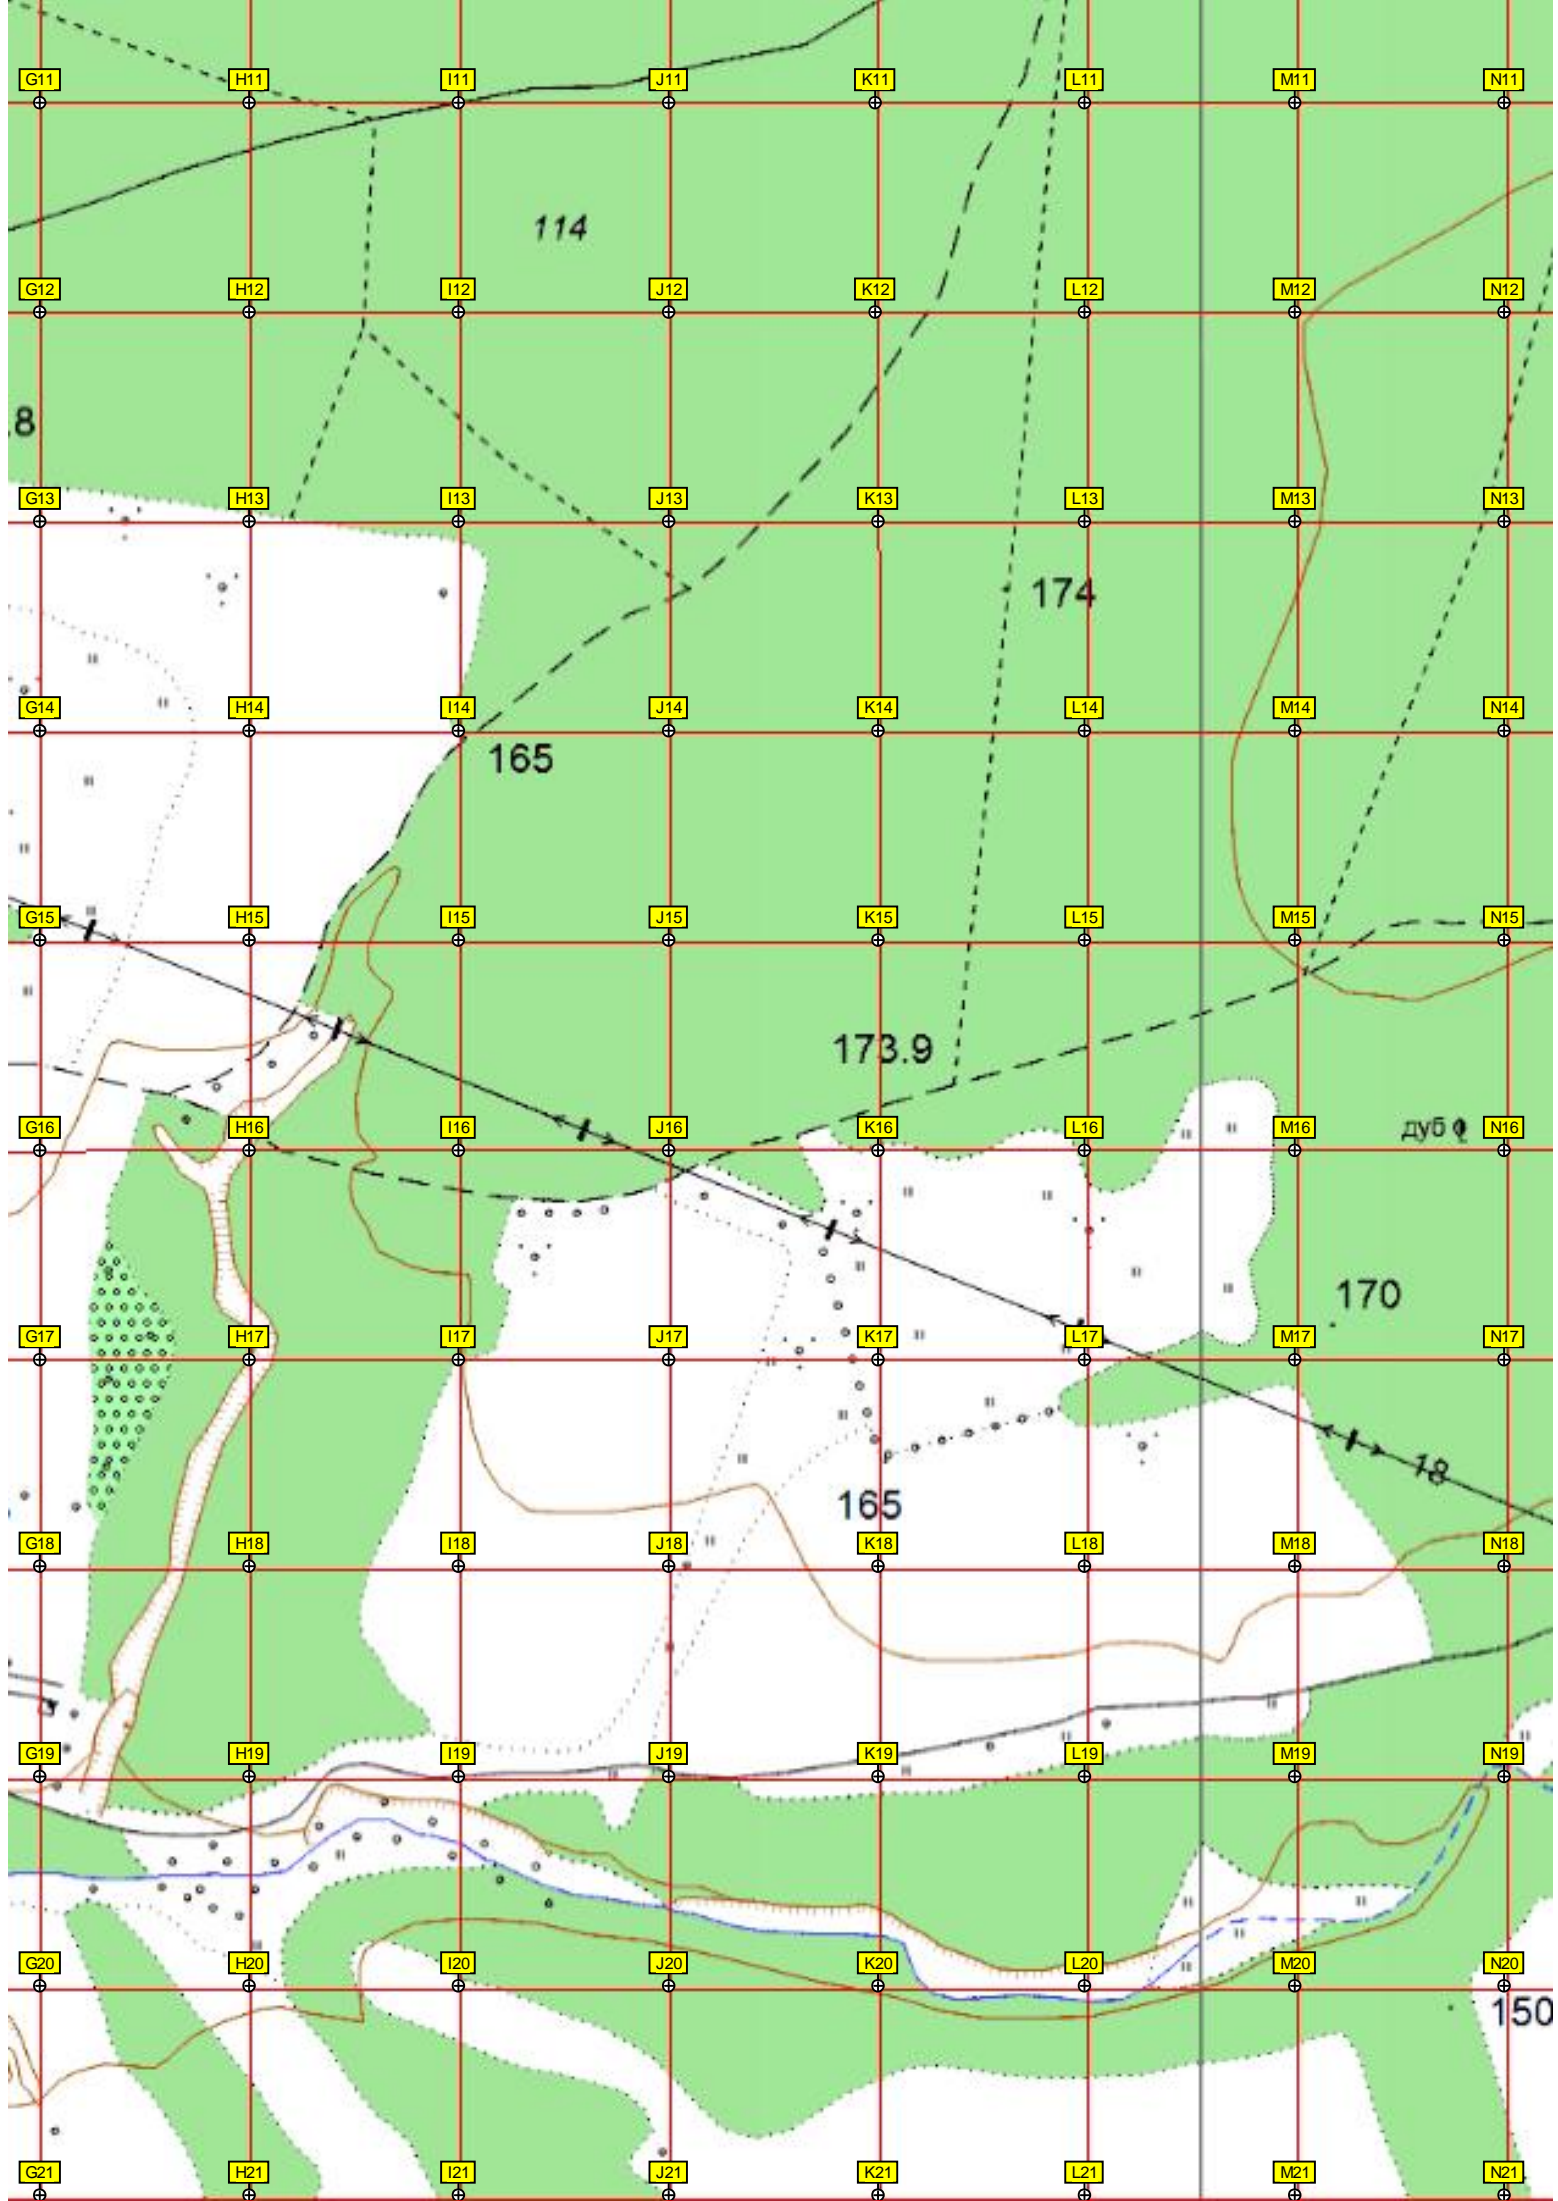 G11 H11 I11 J11 K11 L11 M11 N11
114
G12 H12 I12 J12 K12 L12 M12 N12
.8
G13 H13 I13 J13 K13 L13 M13 N13
174
G14 H14 I14 J14 K14 L14 M14 N14
165
G15 H15 I15 J15 K15 L15 M15 N15
173.9
G16 H16 I16 J16 K16 L16 M16 дуб N16
170
G17 H17 I17 J17 K17 L17 M17 N17
18
165
G18 H18 I18 J18 K18 L18 M18 N18
G19 H19 I19 J19 K19 L19 M19 N19
G20 H20 I20 J20 K20 L20 M20 N20
150
G21 H21 I21 J21 K21 L21 M21 N21